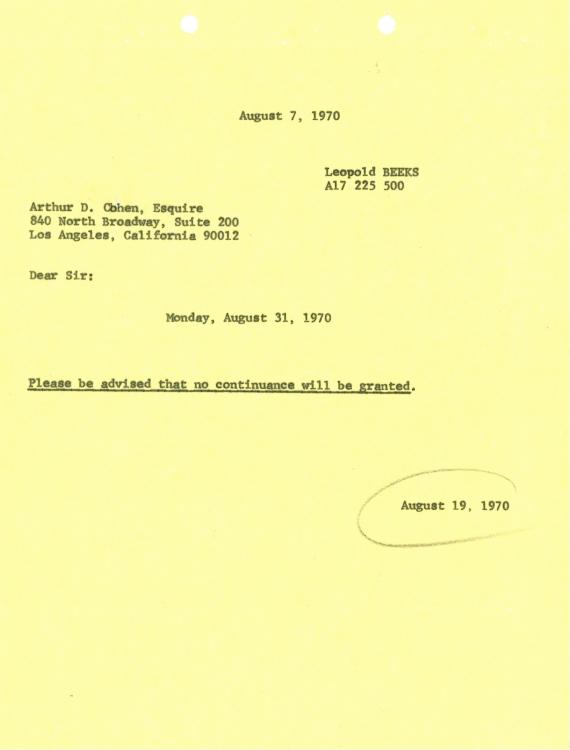 August 7, 1970
Leopold BEEKS
A17 225 500
Arthur D. Cohen, Esquire
840 North Broadway, Suite 200
Los Angeles, California 90012
Dear Sir:
Monday, August 31, 1970
Please be advised that no continuance will be granted.
August 19, 1970